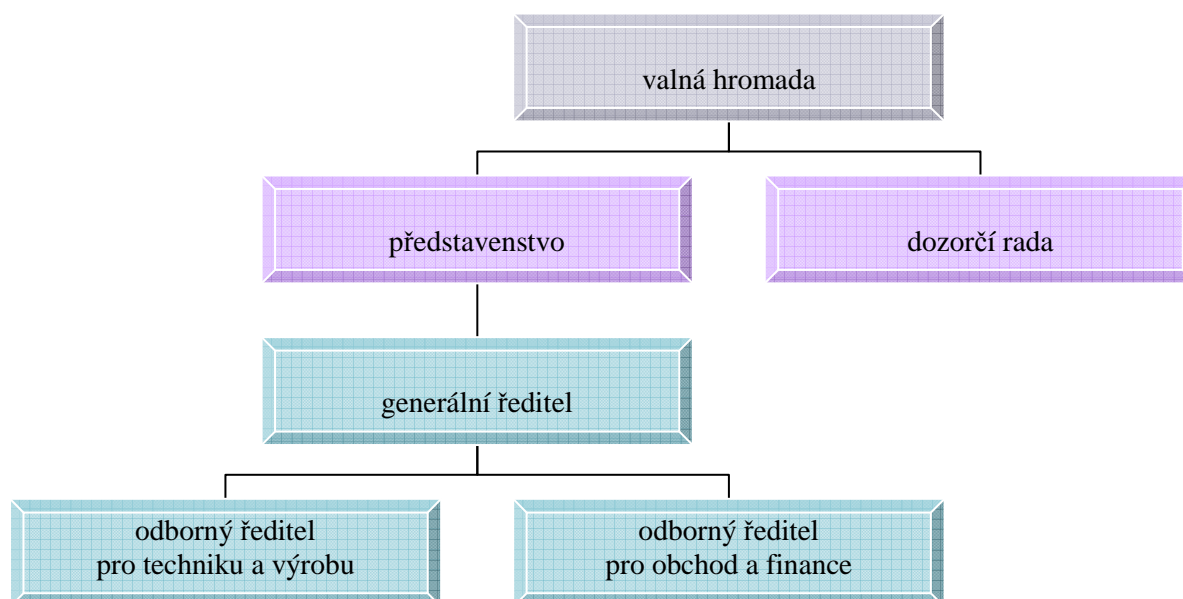 valná hromada
představenstvo
dozorčí rada
generální ředitel
odborný ředitel
pro techniku a výrobu
odborný ředitel
pro obchod a finance